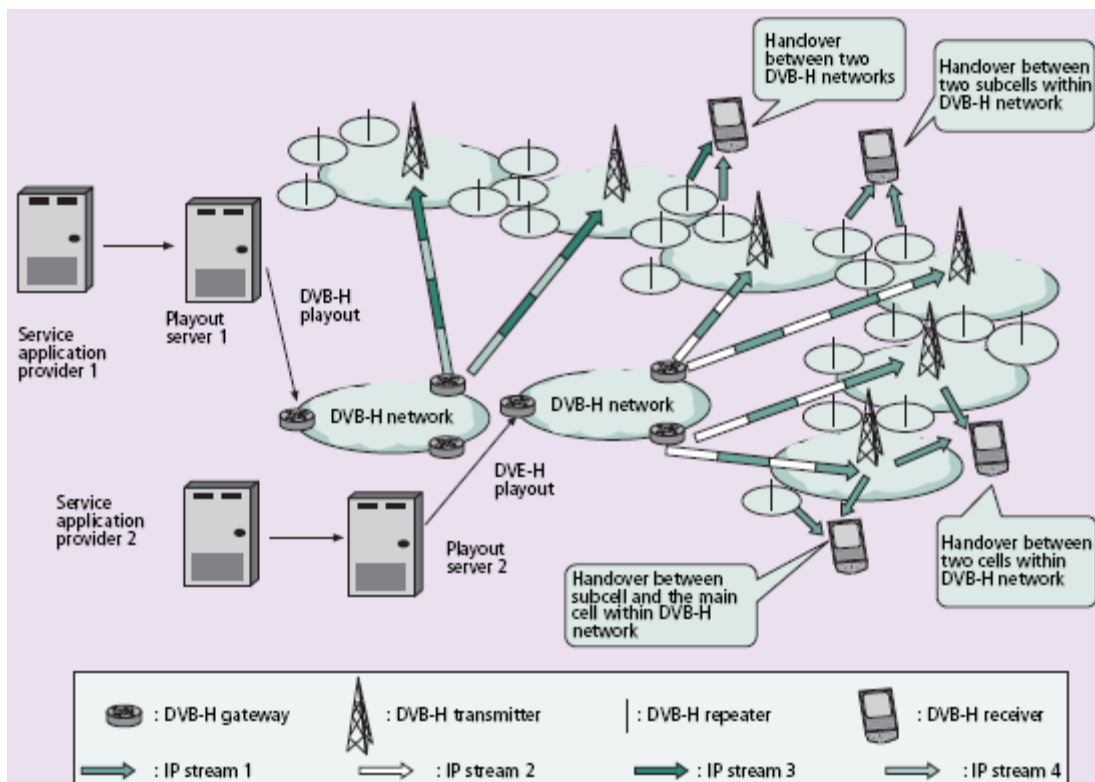 Handover
between two
DVB-H networks
Handover between
two subcells within
DVB-H network
Service
application
provider 1
Playout
server 1
DVB-H
playout
DVB-H network
DVB-H network
DVE-H
playout
Service
application
provider 2
Playout
server 2
Handover between
subcell and the main
cell within DVB-H
network
Handover between
two cells within
DVB-H network
: DVB-H gateway
: DVB-H transmitter
: DVB-H repeater
: DVB-H receiver
: IP stream 1
: IP stream 2
: IP stream 3
: IP stream 4